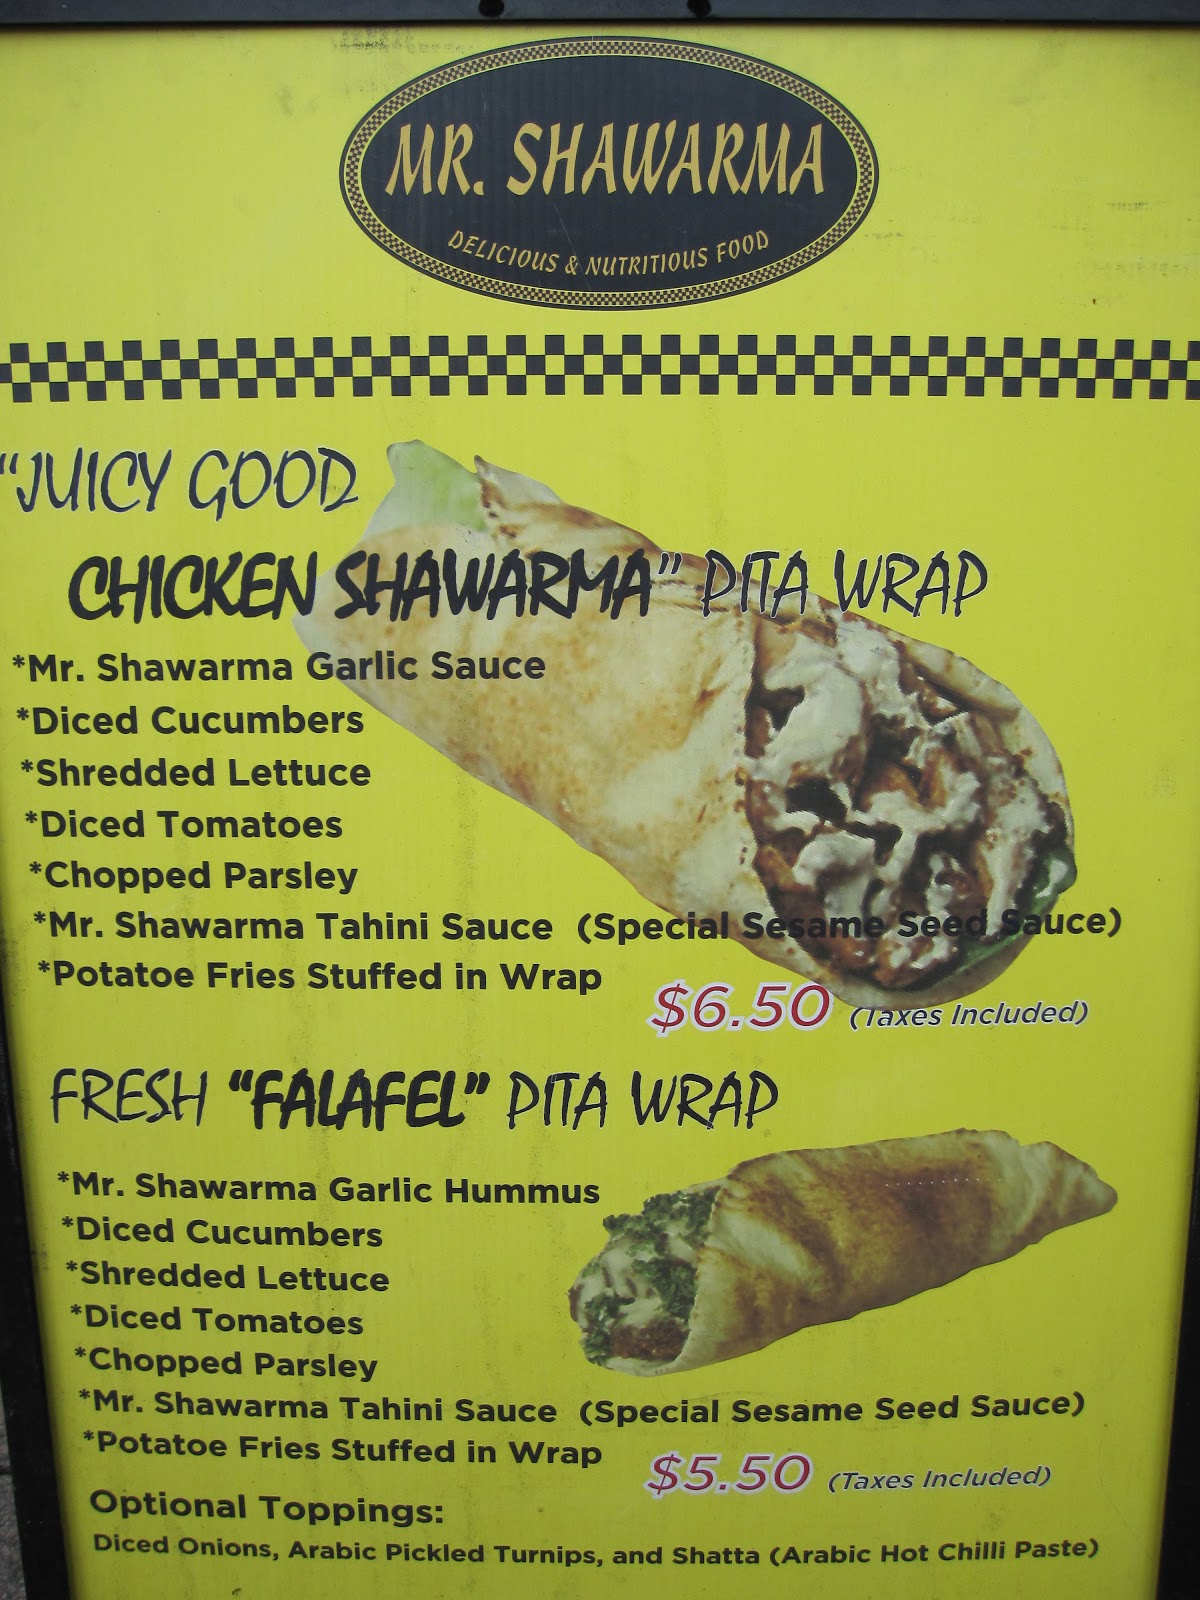 MR. SHAWARMA
DELICIOUS & NUTRITIOUS FOOD
"JUICY GOOD
CHICKEN SHAWARMA" PITA WRAP
*Mr. Shawarma Garlic Sauce
*Diced Cucumbers
*Shredded Lettuce
*Diced Tomatoes
*Chopped Parsley
*Mr. Shawarma Tahini Sauce (Special Sesame Seed Sauce)
*Potatoe Fries Stuffed in Wrap
$6.50 (Taxes Included)
FRESH "FALAFEL" PITA WRAP
*Mr. Shawarma Garlic Hummus
*Diced Cucumbers
*Shredded Lettuce
*Diced Tomatoes
*Chopped Parsley
*Mr. Shawarma Tahini Sauce (Special Sesame Seed Sauce)
*Potatoe Fries Stuffed in Wrap
$5.50 (Taxes Included)
Optional Toppings:
Diced Onions, Arabic Pickled Turnips, and Shatta (Arabic Hot Chilli Paste)